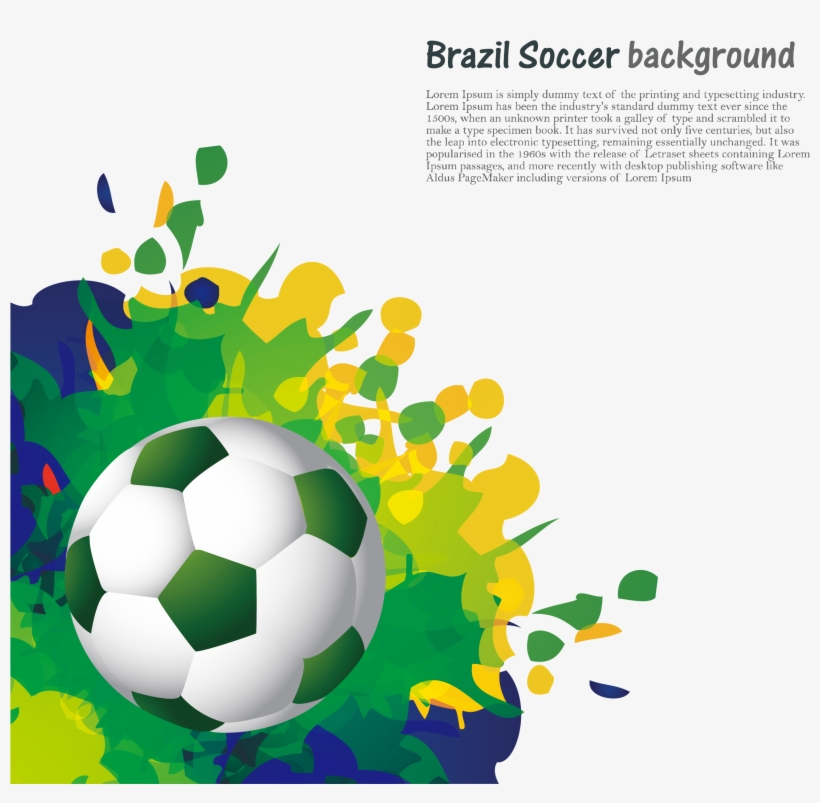 Brazil Soccer background
Lorem Ipsum is simply dummy text of the printing and typesetting industry.
Lorem Ipsum has been the industry's standard dummy text ever since the
1500s, when an unknown printer took a galley of type and scrambled it to
make a type specimen book. It has survived not only five centuries, but also
the leap into electronic typesetting, remaining essentially unchanged. It was
popularised in the 1960s with the release of Letraset sheets containing Lorem
Ipsum passages, and more recently with desktop publishing software like
Aldus PageMaker including versions of Lorem Ipsum